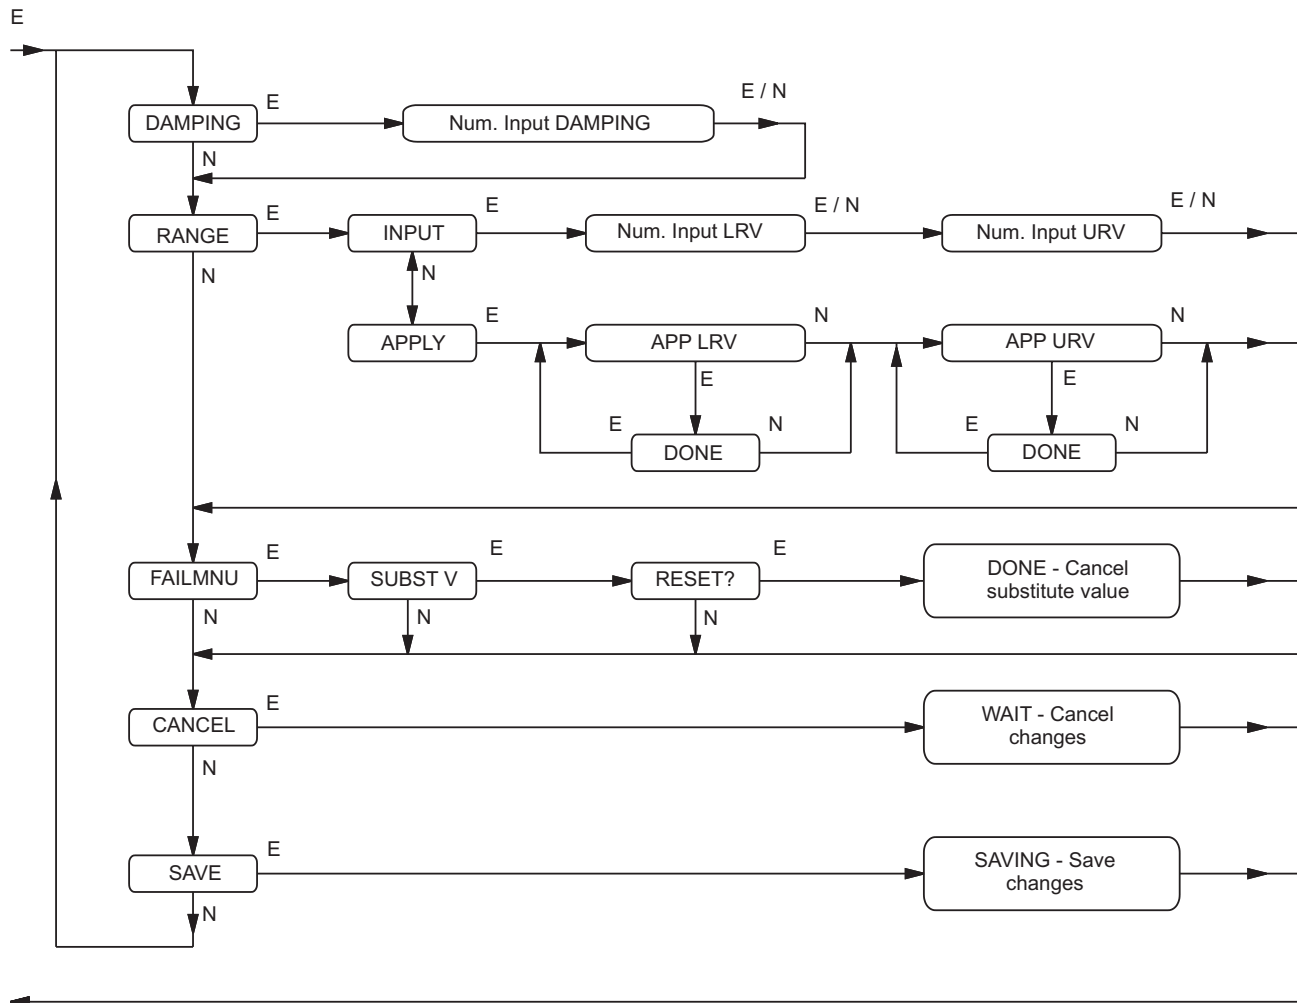 E
DAMPING
E
Num. Input DAMPING
E / N
N
RANGE
E
INPUT
E
Num. Input LRV
E / N
Num. Input URV
E / N
N
N
APPLY
E
APP LRV
N
APP URV
N
E
E
E
DONE
N
E
DONE
N
FAILMNU
E
SUBST V
E
RESET?
E
DONE - Cancel
substitute value
N
N
N
CANCEL
E
WAIT - Cancel
changes
N
SAVE
E
SAVING - Save
changes
N